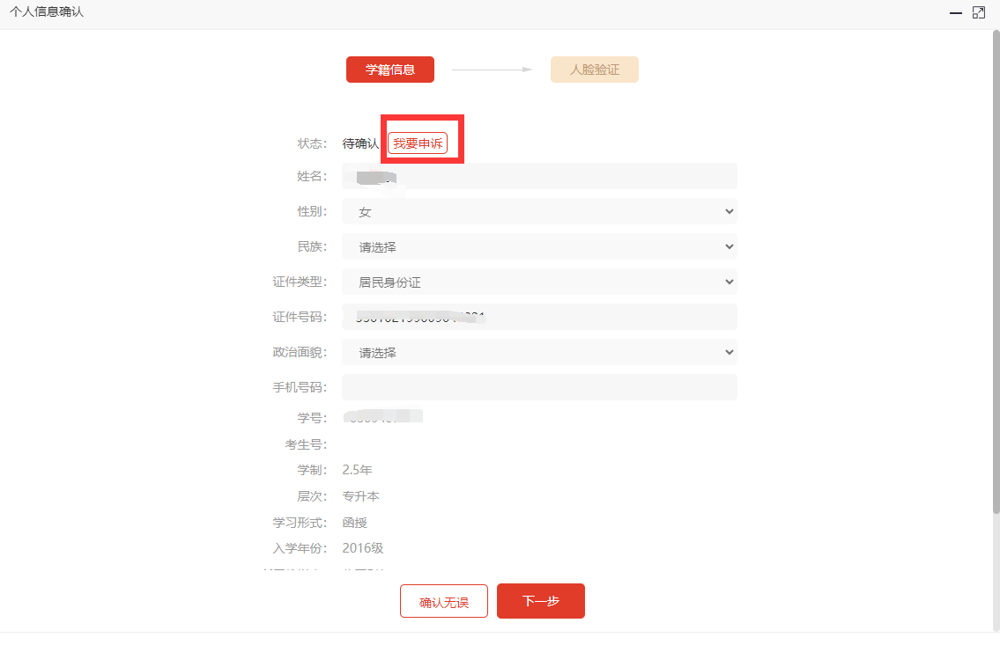 个人信息确认
学籍信息 人脸验证
状态： 待确认 我要申诉
姓名：
性别： 女
民族： 请选择
证件类型： 居民身份证
证件号码：
政治面貌： 请选择
手机号码：
学号：
考生号：
学制： 2.5年
层次： 专升本
学习形式： 函授
入学年份： 2016级
确认无误 下一步